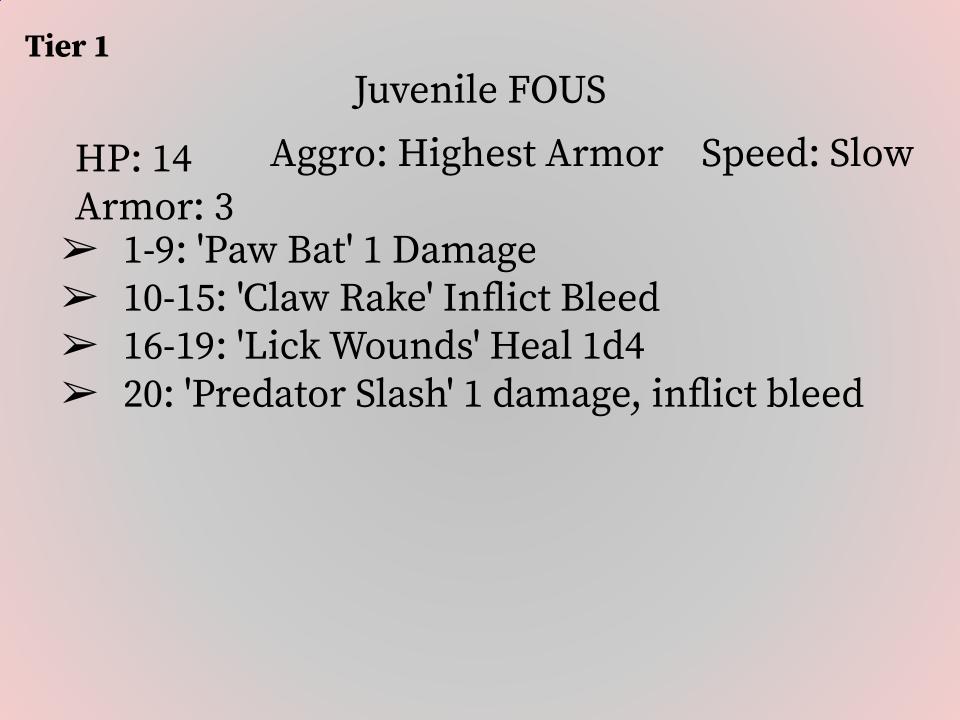 Tier 1
Juvenile FOUS
HP: 14
Aggro: Highest Armor
Speed: Slow
Armor: 3
➢ 1-9: 'Paw Bat' 1 Damage
➢ 10-15: 'Claw Rake' Inflict Bleed
➢ 16-19: 'Lick Wounds' Heal 1d4
➢ 20: 'Predator Slash' 1 damage, inflict bleed